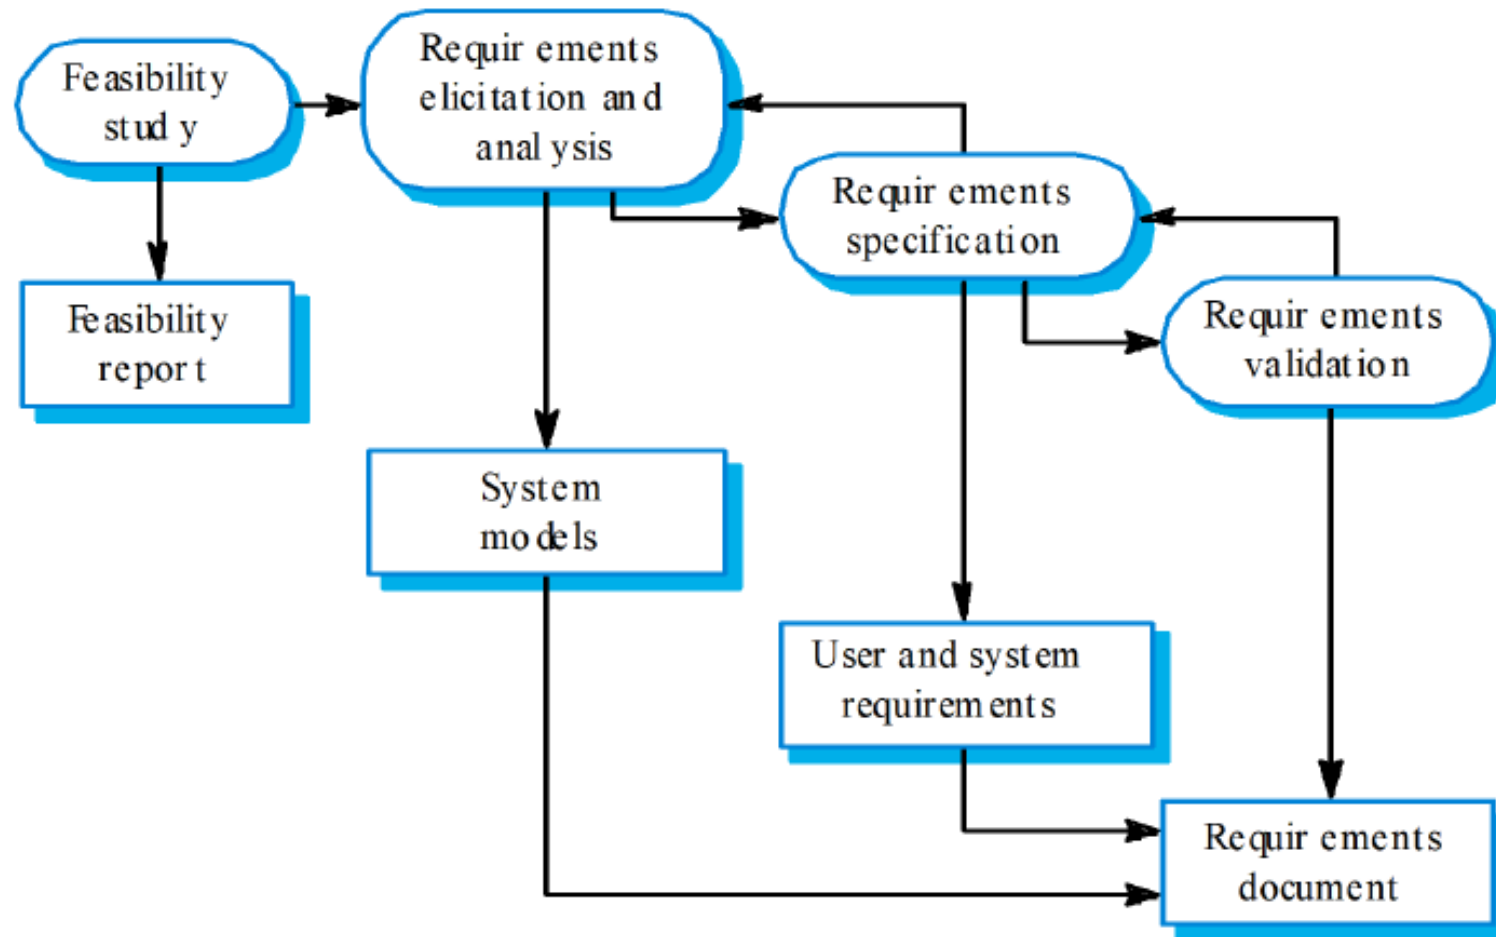 Feasibility
study
Requirements
elicitation and
analysis
Requirements
specification
Requirements
validation
Feasibility
report
System
models
User and system
requirements
Requirements
document